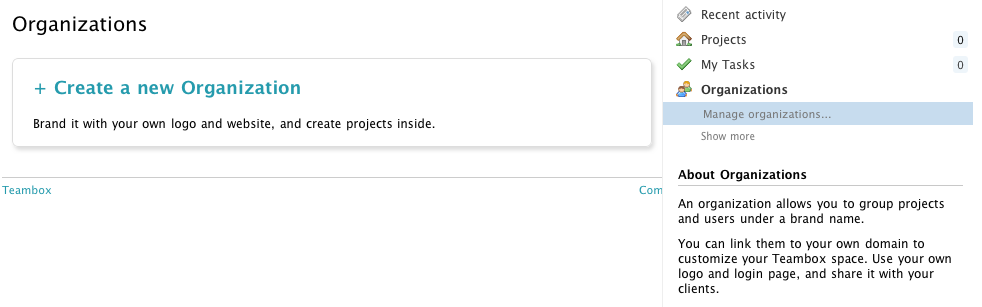 Organizations
+ Create a new Organization
Brand it with your own logo and website, and create projects inside.
Teambox
Com
Recent activity
Projects 0
My Tasks 0
Organizations
Manage organizations...
Show more
About Organizations
An organization allows you to group projects
and users under a brand name.
You can link them to your own domain to
customize your Teambox space. Use your own
logo and login page, and share it with your
clients.